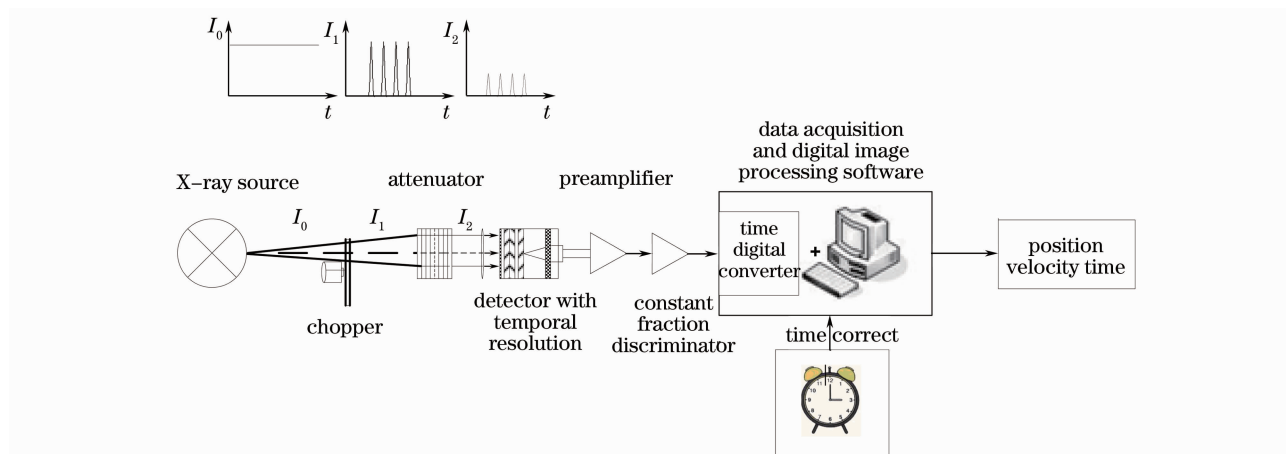 I0
I1
I2
t
t
t
data acquisition
and digital image
processing software
X-ray source
attenuator
preamplifier
I0
I1
I2
time
digital
converter
+
position
velocity time
chopper
detector with
temporal
resolution
constant
fraction
discriminator
time correct